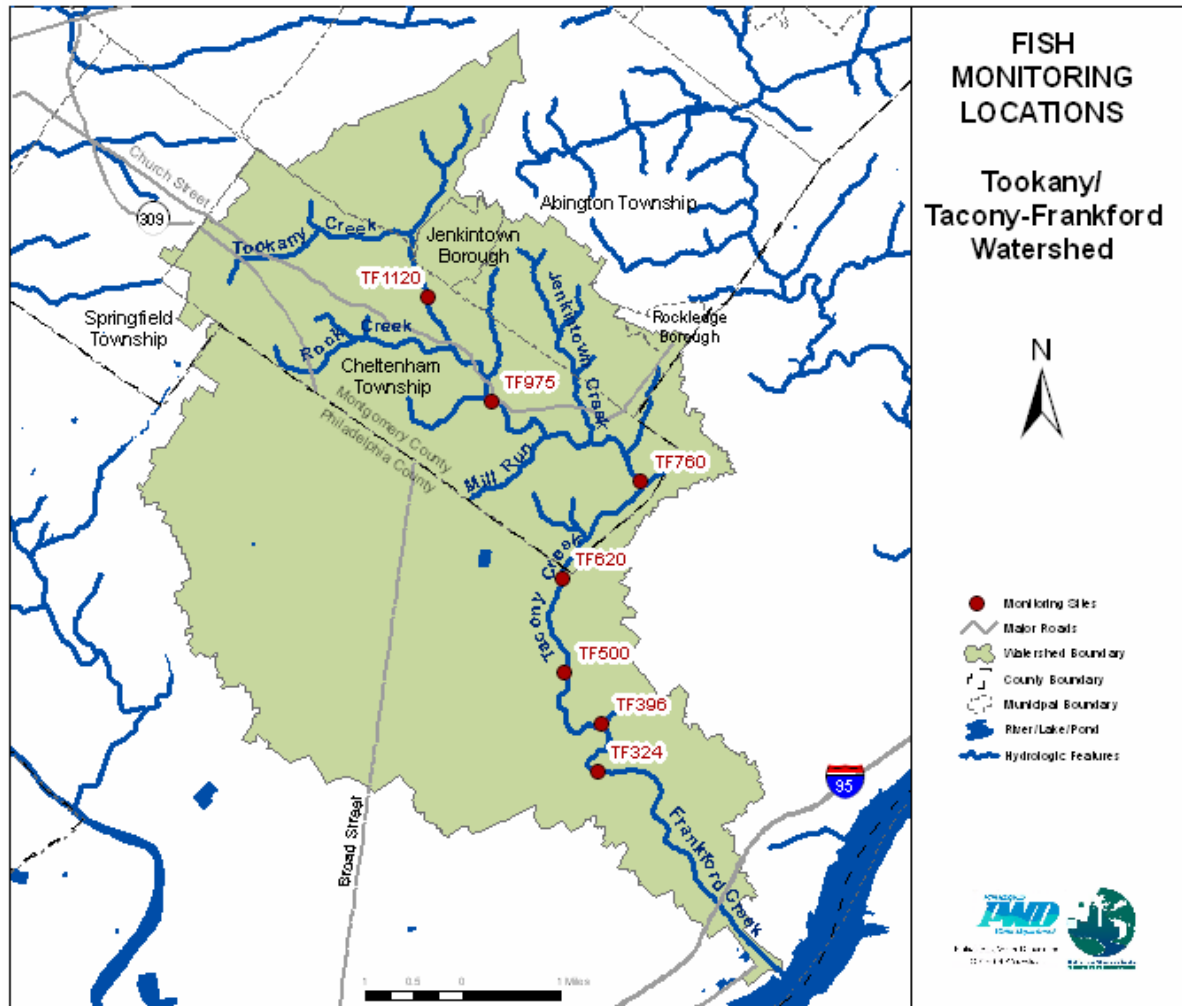 FISH
MONITORING
LOCATIONS
Tookany/
Tacony-Frankford
Watershed
N
Monitoring Sites
Major Roads
Watershed Boundary
County Boundary
Municipal Boundary
River/Lake/Pond
Hydrologic Features
PWD
Church Street
309
Tookany Creek
Jenkintown
Borough
Abington Township
TF1120
Springfield
Township
Rock Creek
Cheltenham
Township
Jenkintown Creek
Rockledge
Borough
TF975
Montgomery County
Philadelphia County
Mill Run
TF760
TF620
Tacony Creek
TF500
TF396
TF324
95
Broad Street
Frankford Creek
1 0.5 0 1 Miles